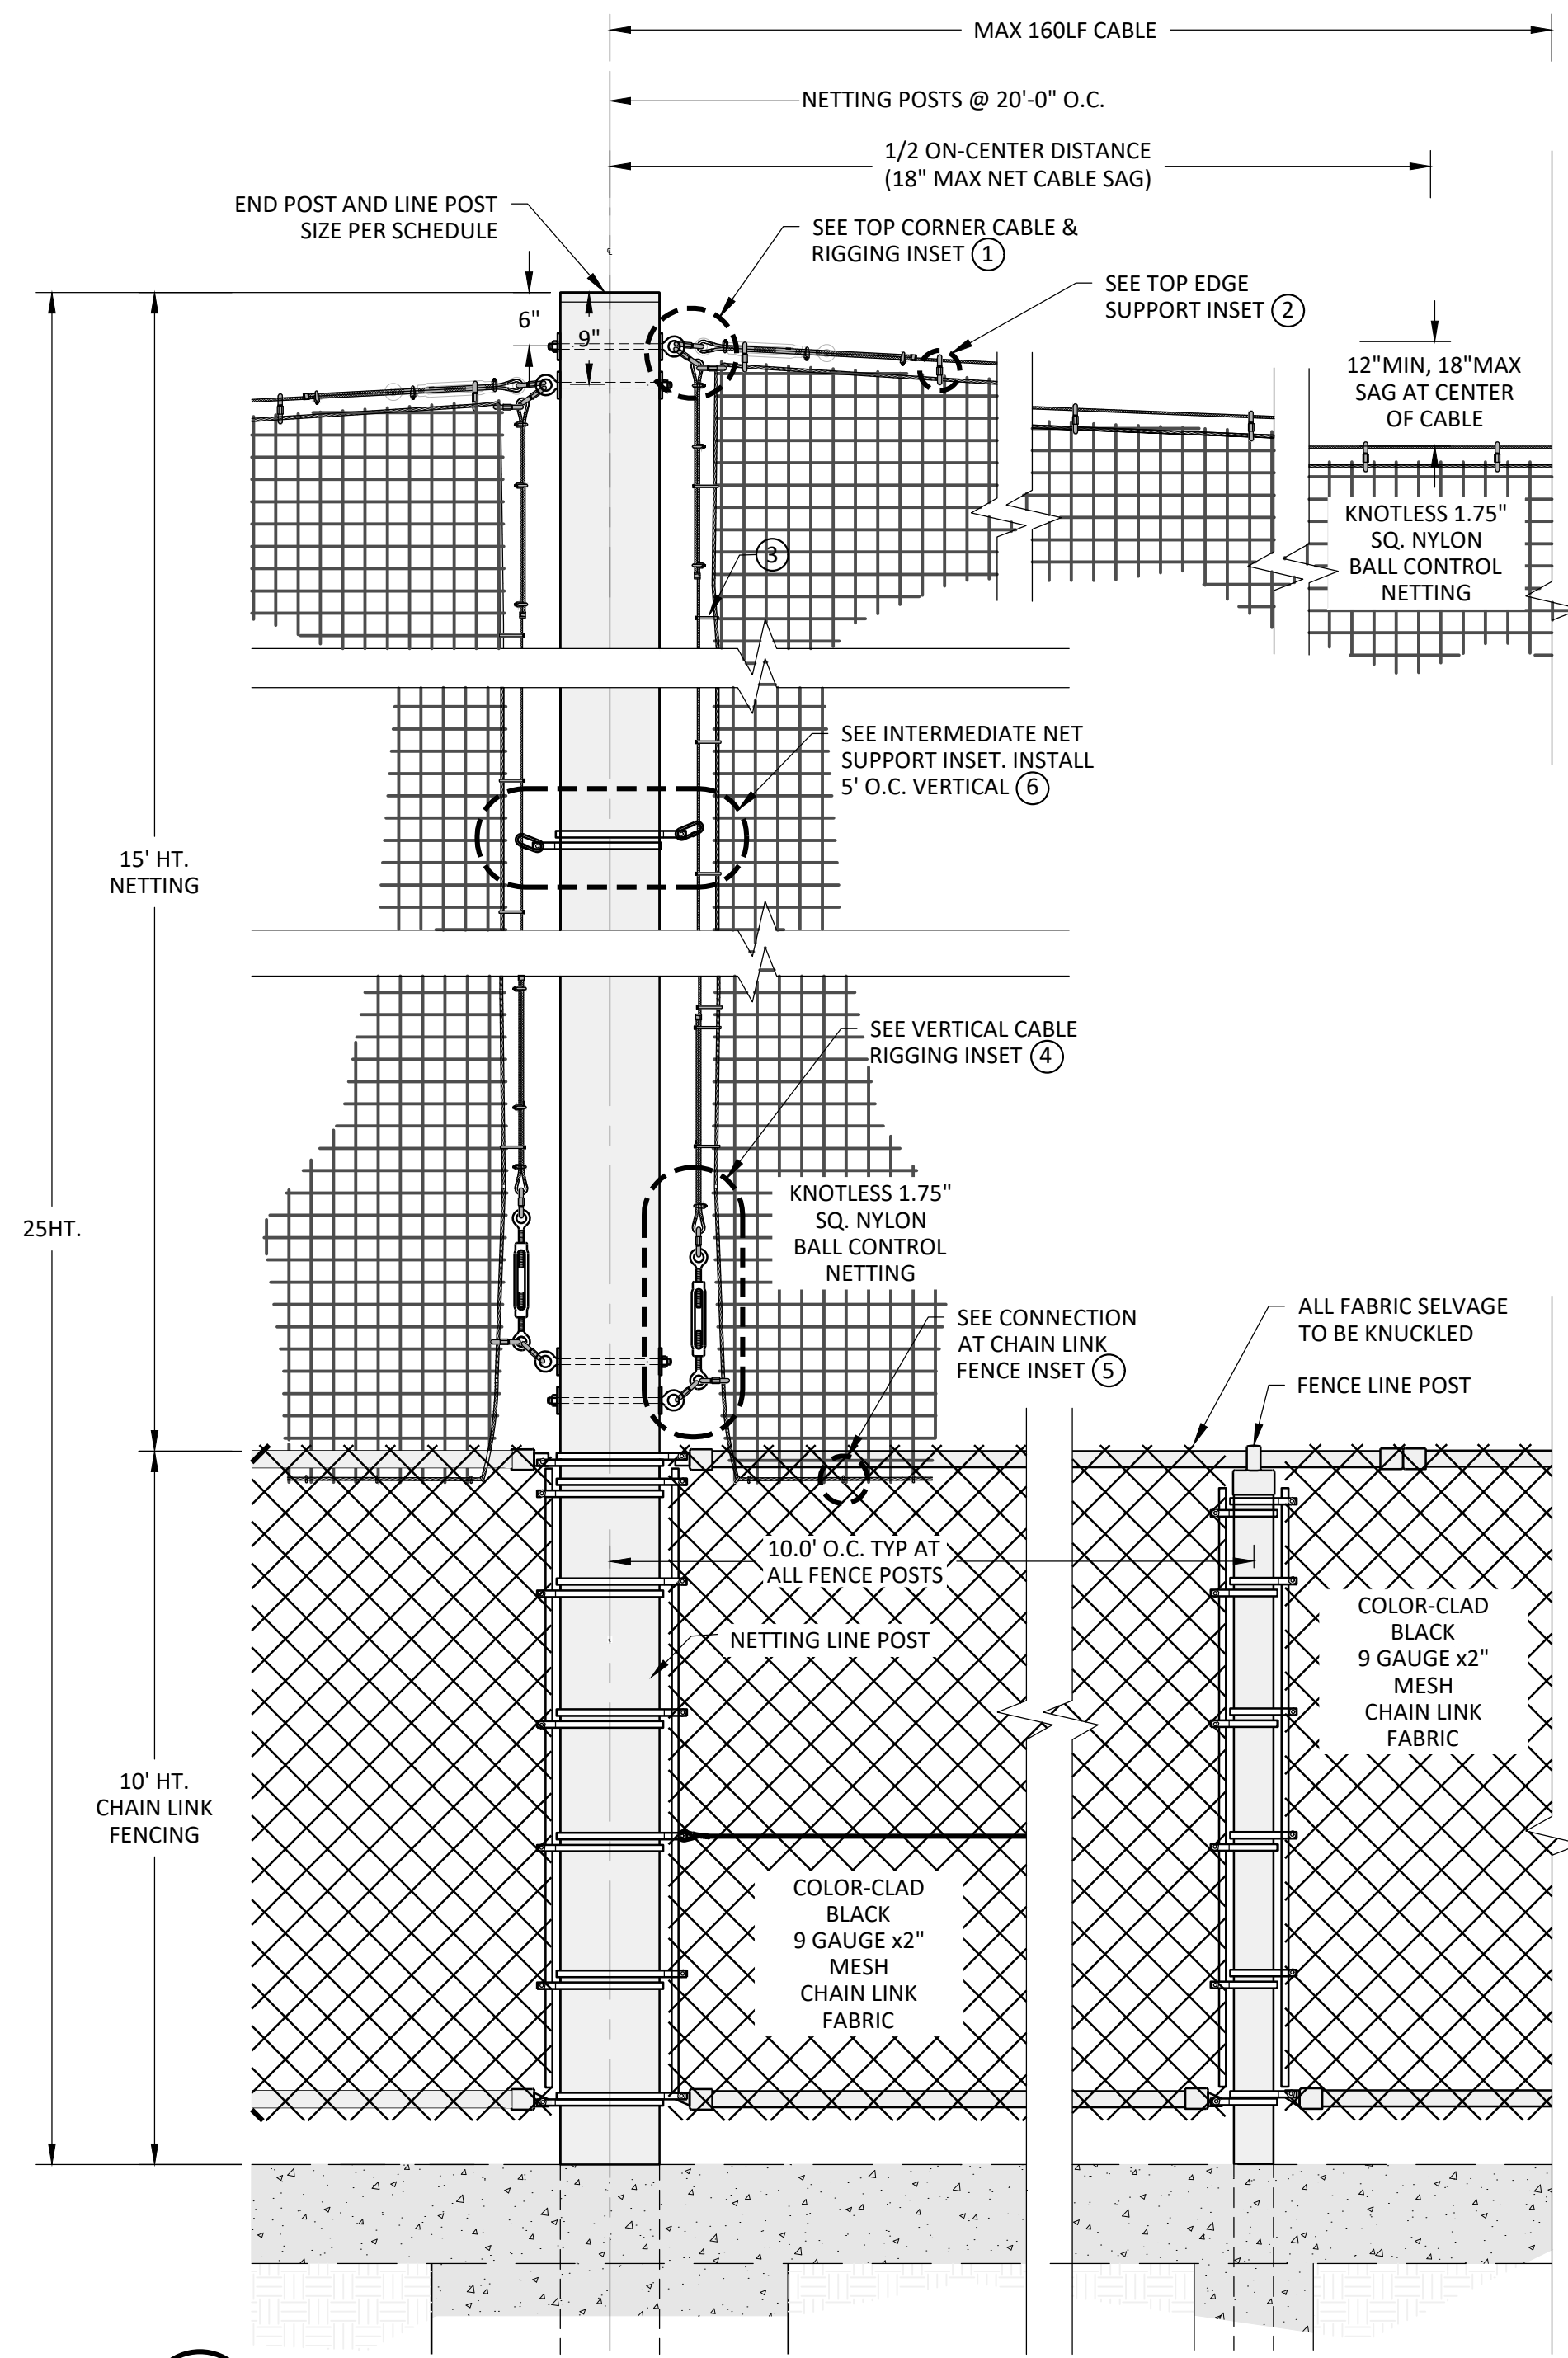 MAX 160LF CABLE
NETTING POSTS @ 20'-0" O.C.
1/2 ON-CENTER DISTANCE
(18" MAX NET CABLE SAG)
END POST AND LINE POST
SIZE PER SCHEDULE
SEE TOP CORNER CABLE &
RIGGING INSET 1
SEE TOP EDGE
SUPPORT INSET 2
6"
9"
12"MIN, 18"MAX
SAG AT CENTER
OF CABLE
KNOTLESS 1.75"
SQ. NYLON
BALL CONTROL
NETTING
3
SEE INTERMEDIATE NET
SUPPORT INSET. INSTALL
5' O.C. VERTICAL 6
15' HT.
NETTING
SEE VERTICAL CABLE
RIGGING INSET 4
KNOTLESS 1.75"
SQ. NYLON
BALL CONTROL
NETTING
25HT.
SEE CONNECTION
AT CHAIN LINK
FENCE INSET 5
ALL FABRIC SELVAGE
TO BE KNUCKLED
FENCE LINE POST
10.0' O.C. TYP AT
ALL FENCE POSTS
NETTING LINE POST
COLOR-CLAD
BLACK
9 GAUGE x2"
MESH
CHAIN LINK
FABRIC
10' HT.
CHAIN LINK
FENCING
COLOR-CLAD
BLACK
9 GAUGE x2"
MESH
CHAIN LINK
FABRIC